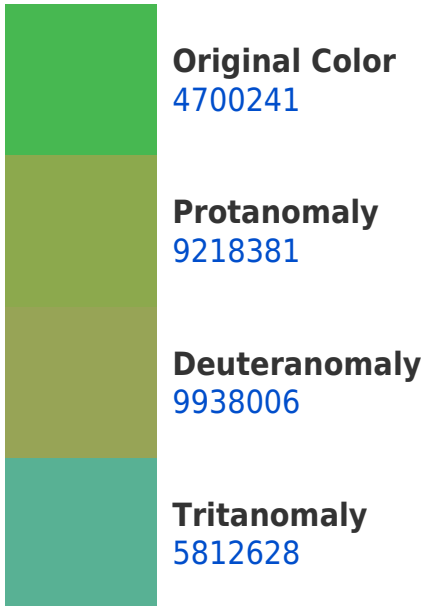 Original Color
4700241
Protanomaly
9218381
Deuteranomaly
9938006
Tritanomaly
5812628